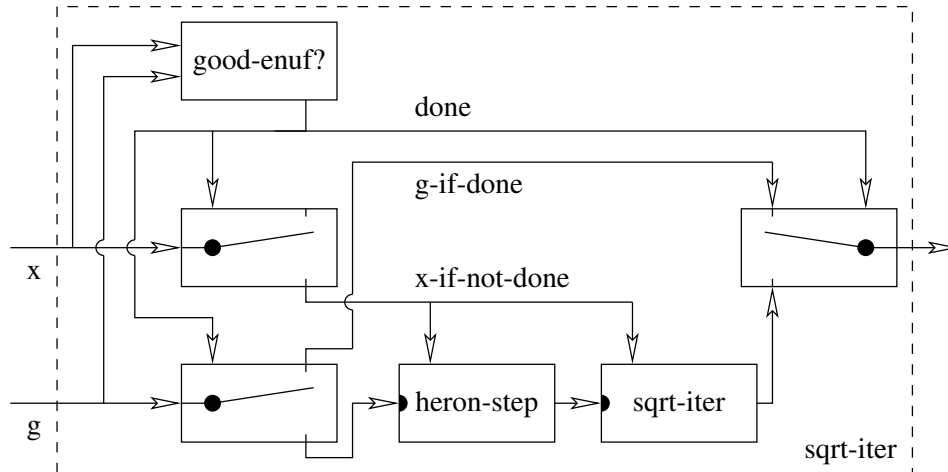 good-enuf?
done
g-if-done
x
x-if-not-done
heron-step
sqrt-iter
g
sqrt-iter